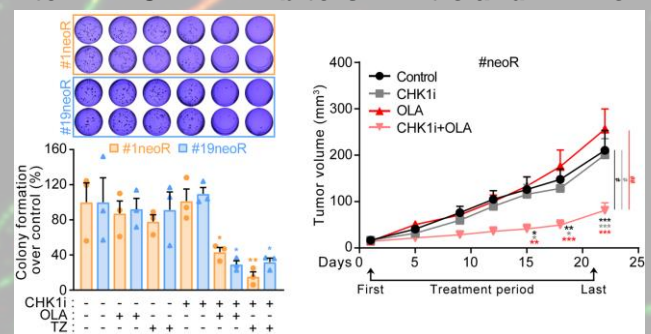 #1neoR
#19neoR
160
120
80
40
0
Colony formation
over control (%)
#1neoR #19neoR
CHK1i - - - - - - + + + + + +
OLA - - + + - - - - + + - -
TZ - - - - + + - - - - + +
#neoR
400
300
200
100
0
Tumor volume (mm³)
Control
CHK1i
OLA
CHK1i+OLA
Days 0 5 10 15 20 25
First Treatment period Last